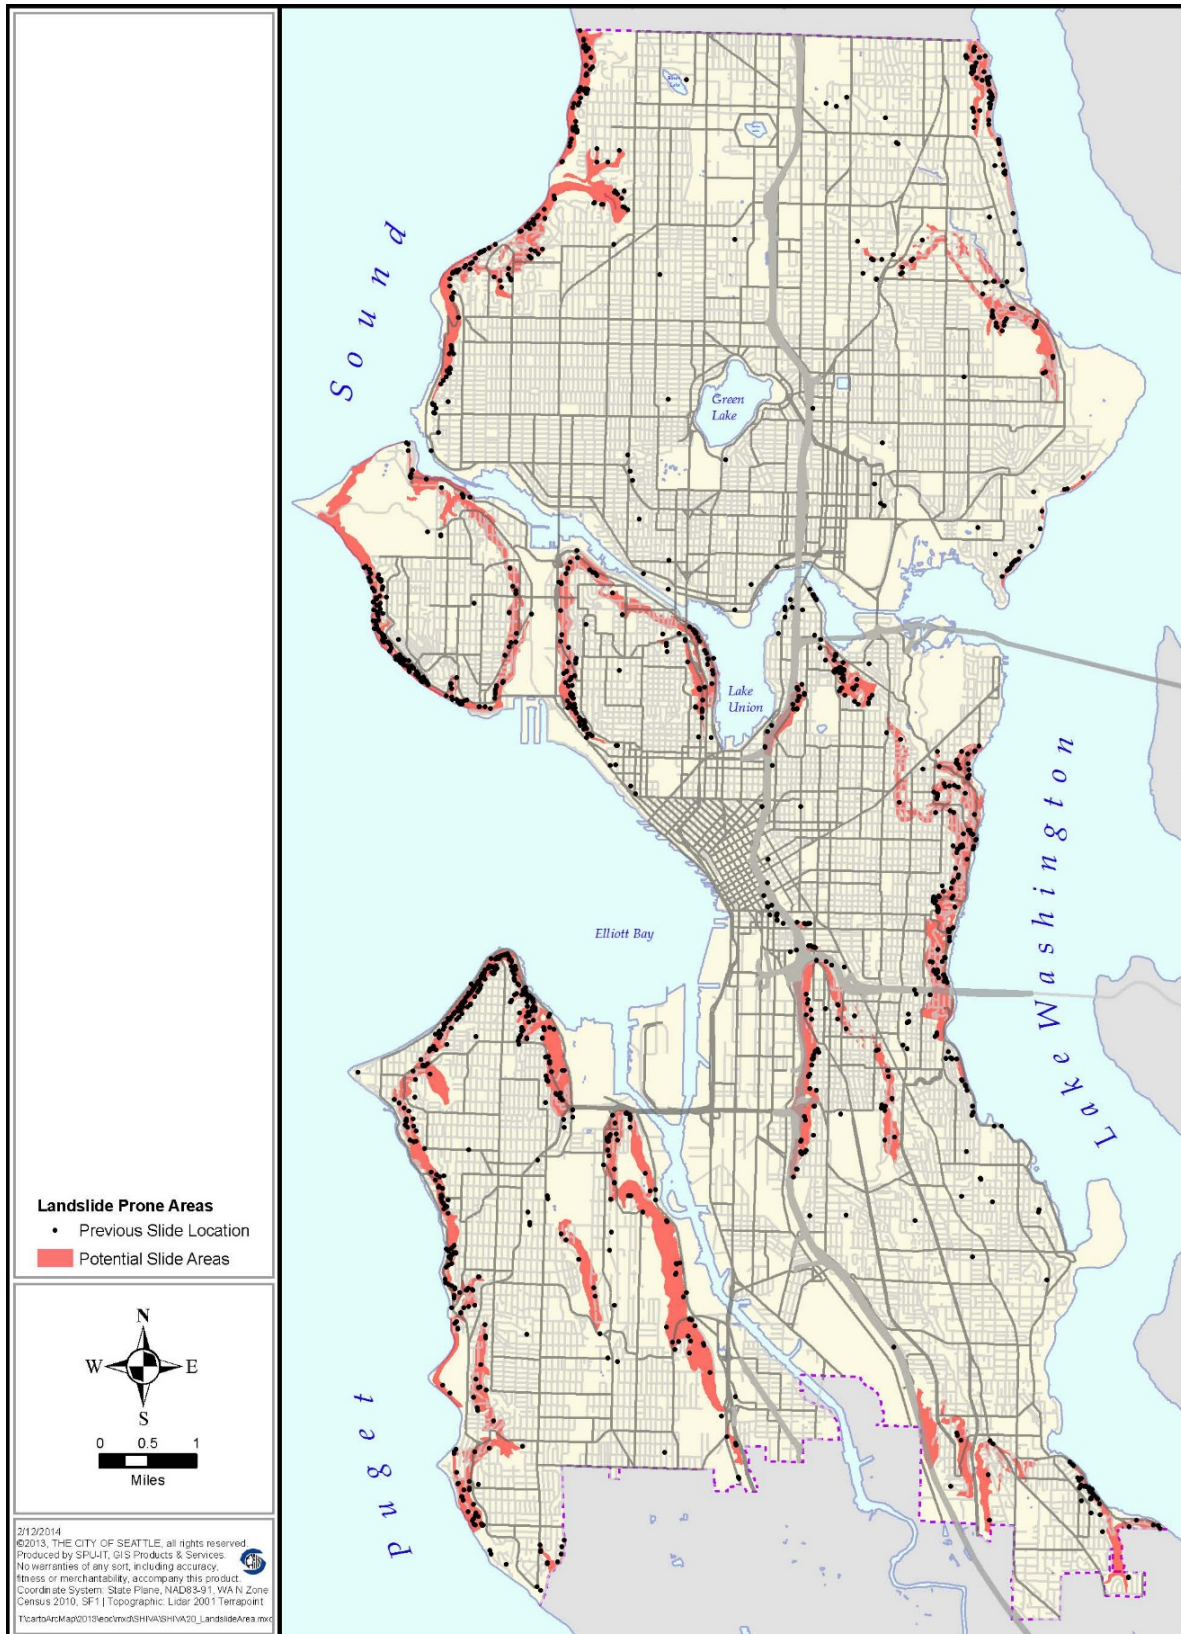 Sound
Green
Lake
Lake
Union
Elliott Bay
Lake Washington
Puget
Landslide Prone Areas
Previous Slide Location
Potential Slide Areas
N
W E
S
0 0.5 1
Miles
2/12/2014
©2013, THE CITY OF SEATTLE, all rights reserved.
Produced by SPU-IT, GIS Products & Services.
No warranties of any sort, including accuracy,
fitness or merchantability, accompany this product.
Coordinate System: State Plane, NAD83-91, WA N Zone
Census 2010, SF1 | Topographic: Lidar 2001 Terrapoint